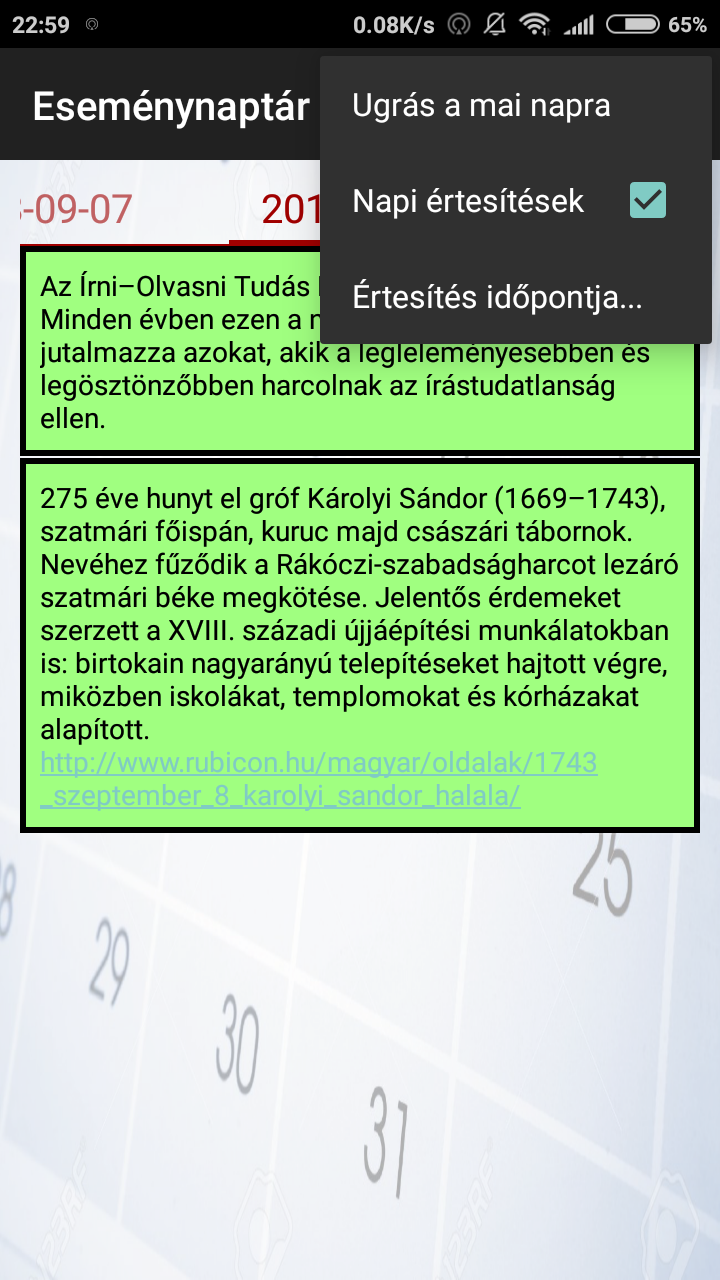 22:59
0.08K/s
65%
Eseménynaptár
Ugrás a mai napra
Napi értesítések
Értesítés időpontja...
-09-07
201
Az Írni–Olvasni Tudás
Minden évben ezen a
jutalmazza azokat, akik a legleleményesebben és
legösztönzőbben harcolnak az írástudatlanság
ellen.
275 éve hunyt el gróf Károlyi Sándor (1669–1743),
szatmári főispán, kuruc majd császári tábornok.
Nevéhez fűződik a Rákóczi-szabadságharcot lezáró
szatmári béke megkötése. Jelentős érdemeket
szerzett a XVIII. századi újjáépítési munkálatokban
is: birtokain nagyarányú telepítéseket hajtott végre,
miközben iskolákat, templomokat és kórházakat
alapított.
http://www.rubicon.hu/magyar/oldalak/1743
_szeptember_8_karolyi_sandor_halala/
25
29
30
31
123RF
123RF